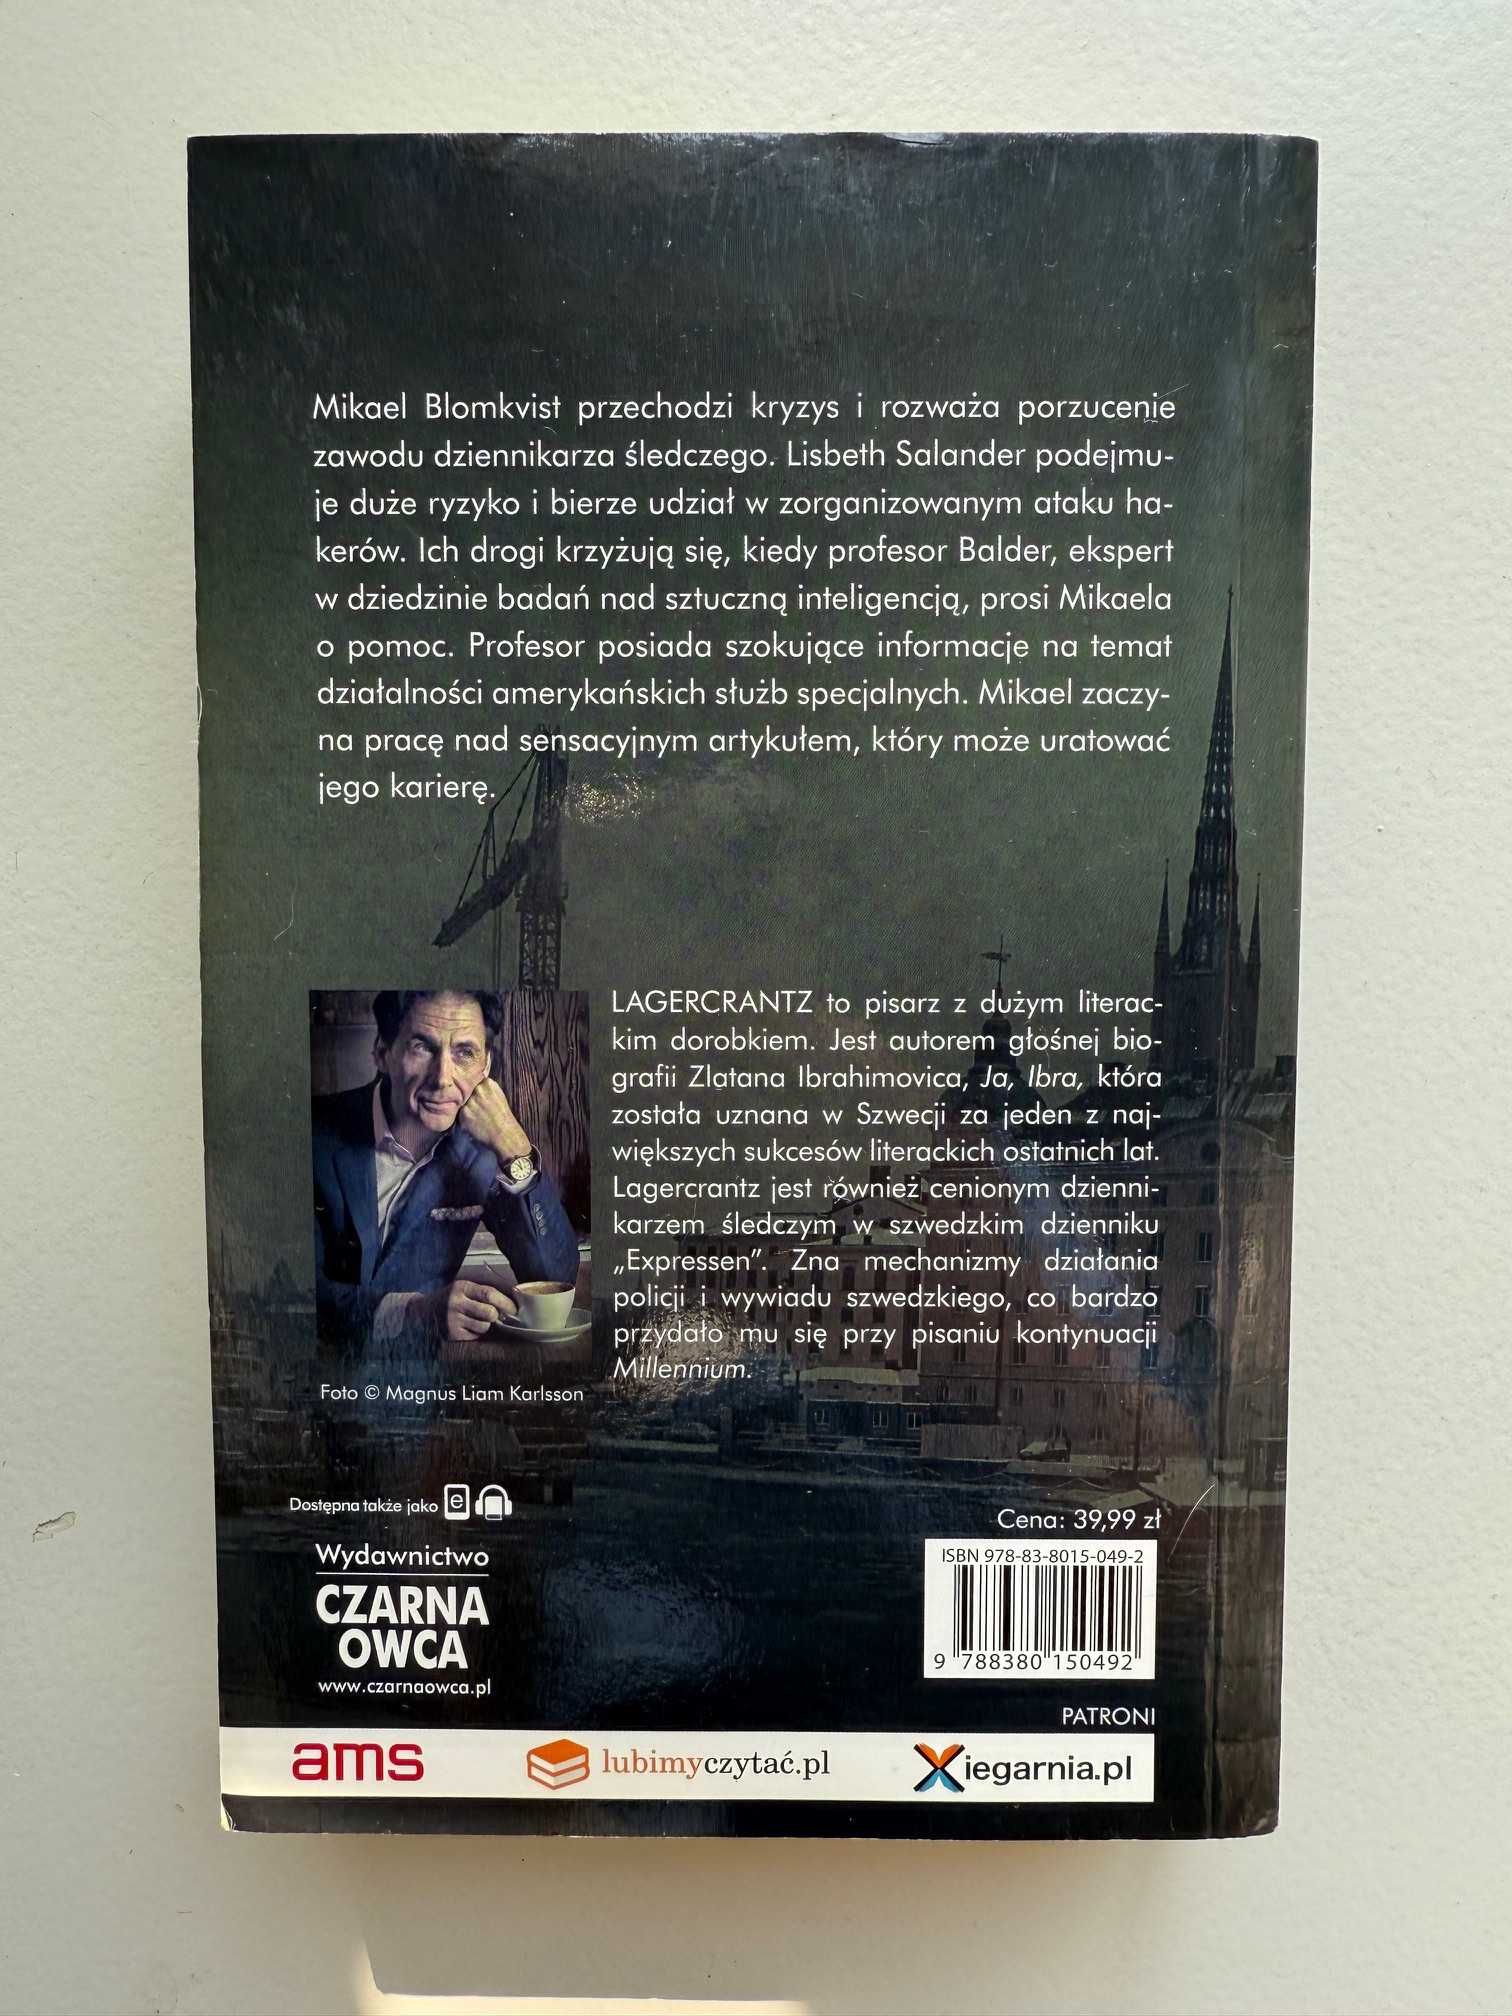 Mikael Blomkvist przechodzi kryzys i rozważa porzucenie
zawodu dziennikarza śledczego. Lisbeth Salander podejmu-
je duże ryzyko i bierze udział w zorganizowanym ataku ha-
kerów. Ich drogi krzyżują się, kiedy profesor Balder, ekspert
w dziedzinie badań nad sztuczną inteligencją, prosi Mikaela
o pomoc. Profesor posiada szokujące informacje na temat
działalności amerykańskich służb specjalnych. Mikael zaczy-
na pracę nad sensacyjnym artykułem, który może uratować
jego karierę.
LAGERCRANTZ to pisarz z dużym literac-
kim dorobkiem. Jest autorem głośnej bio-
grafii Zlatana Ibrahimovica, Ja, Ibra, która
została uznana w Szwecji za jeden z naj-
większych sukcesów literackich ostatnich lat.
Lagercrantz jest również cenionym dzienni-
karzem śledczym w szwedzkim dzienniku
„Expressen”. Zna mechanizmy działania
policji i wywiadu szwedzkiego, co bardzo
przydało mu się przy pisaniu kontynuacji
Millennium.
Foto © Magnus Liam Karlsson
Dostępna także jako e
Wydawnictwo
CZARNA
OWCA
www.czarnaowca.pl
Cena: 39,99 zł
ISBN 978-83-8015-049-2
9 788380 150492
PATRONI
ams
lubimyczytać.pl
Xiegarnia.pl